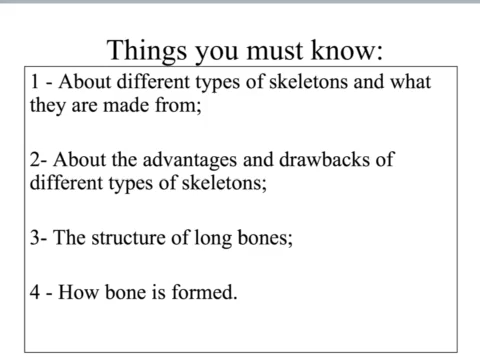 Things you must know:
1 - About different types of skeletons and what
they are made from;
2- About the advantages and drawbacks of
different types of skeletons;
3- The structure of long bones;
4 - How bone is formed.